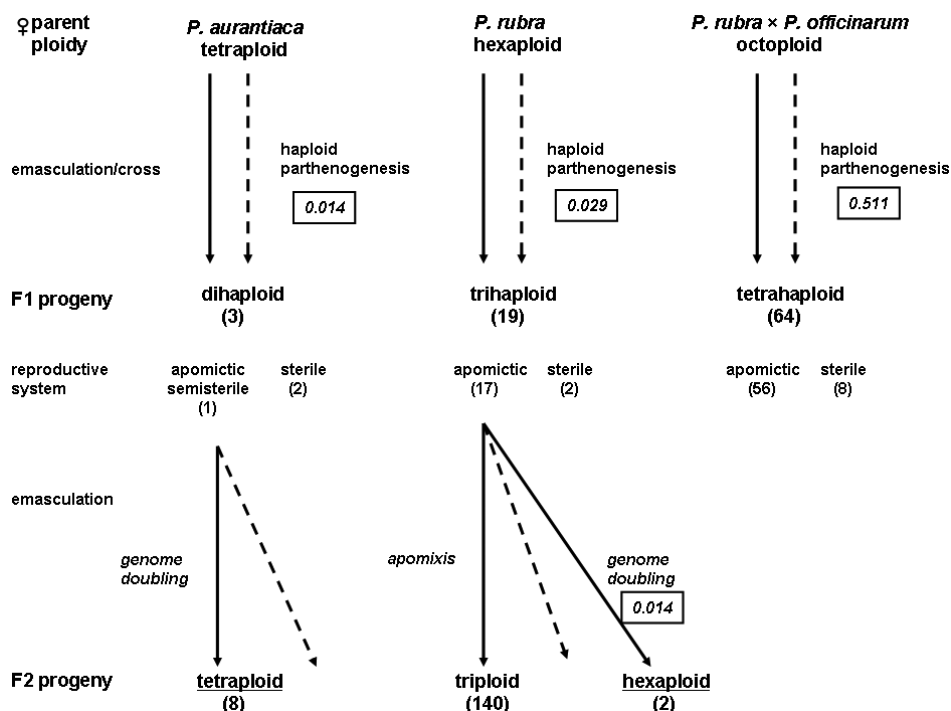 ♀ parent
ploidy
P. aurantiaca
tetraploid
P. rubra
hexaploid
P. rubra × P. officinarum
octoploid
emasculation/cross
haploid
parthenogenesis
0.014
haploid
parthenogenesis
0.029
haploid
parthenogenesis
0.511
F1 progeny
dihaploid
(3)
trihaploid
(19)
tetrahaploid
(64)
reproductive
system
apomictic
semisterile
(1)
sterile
(2)
apomictic
(17)
sterile
(2)
apomictic
(56)
sterile
(8)
emasculation
genome
doubling
apomixis
genome
doubling
0.014
F2 progeny
tetraploid
(8)
triploid
(140)
hexaploid
(2)